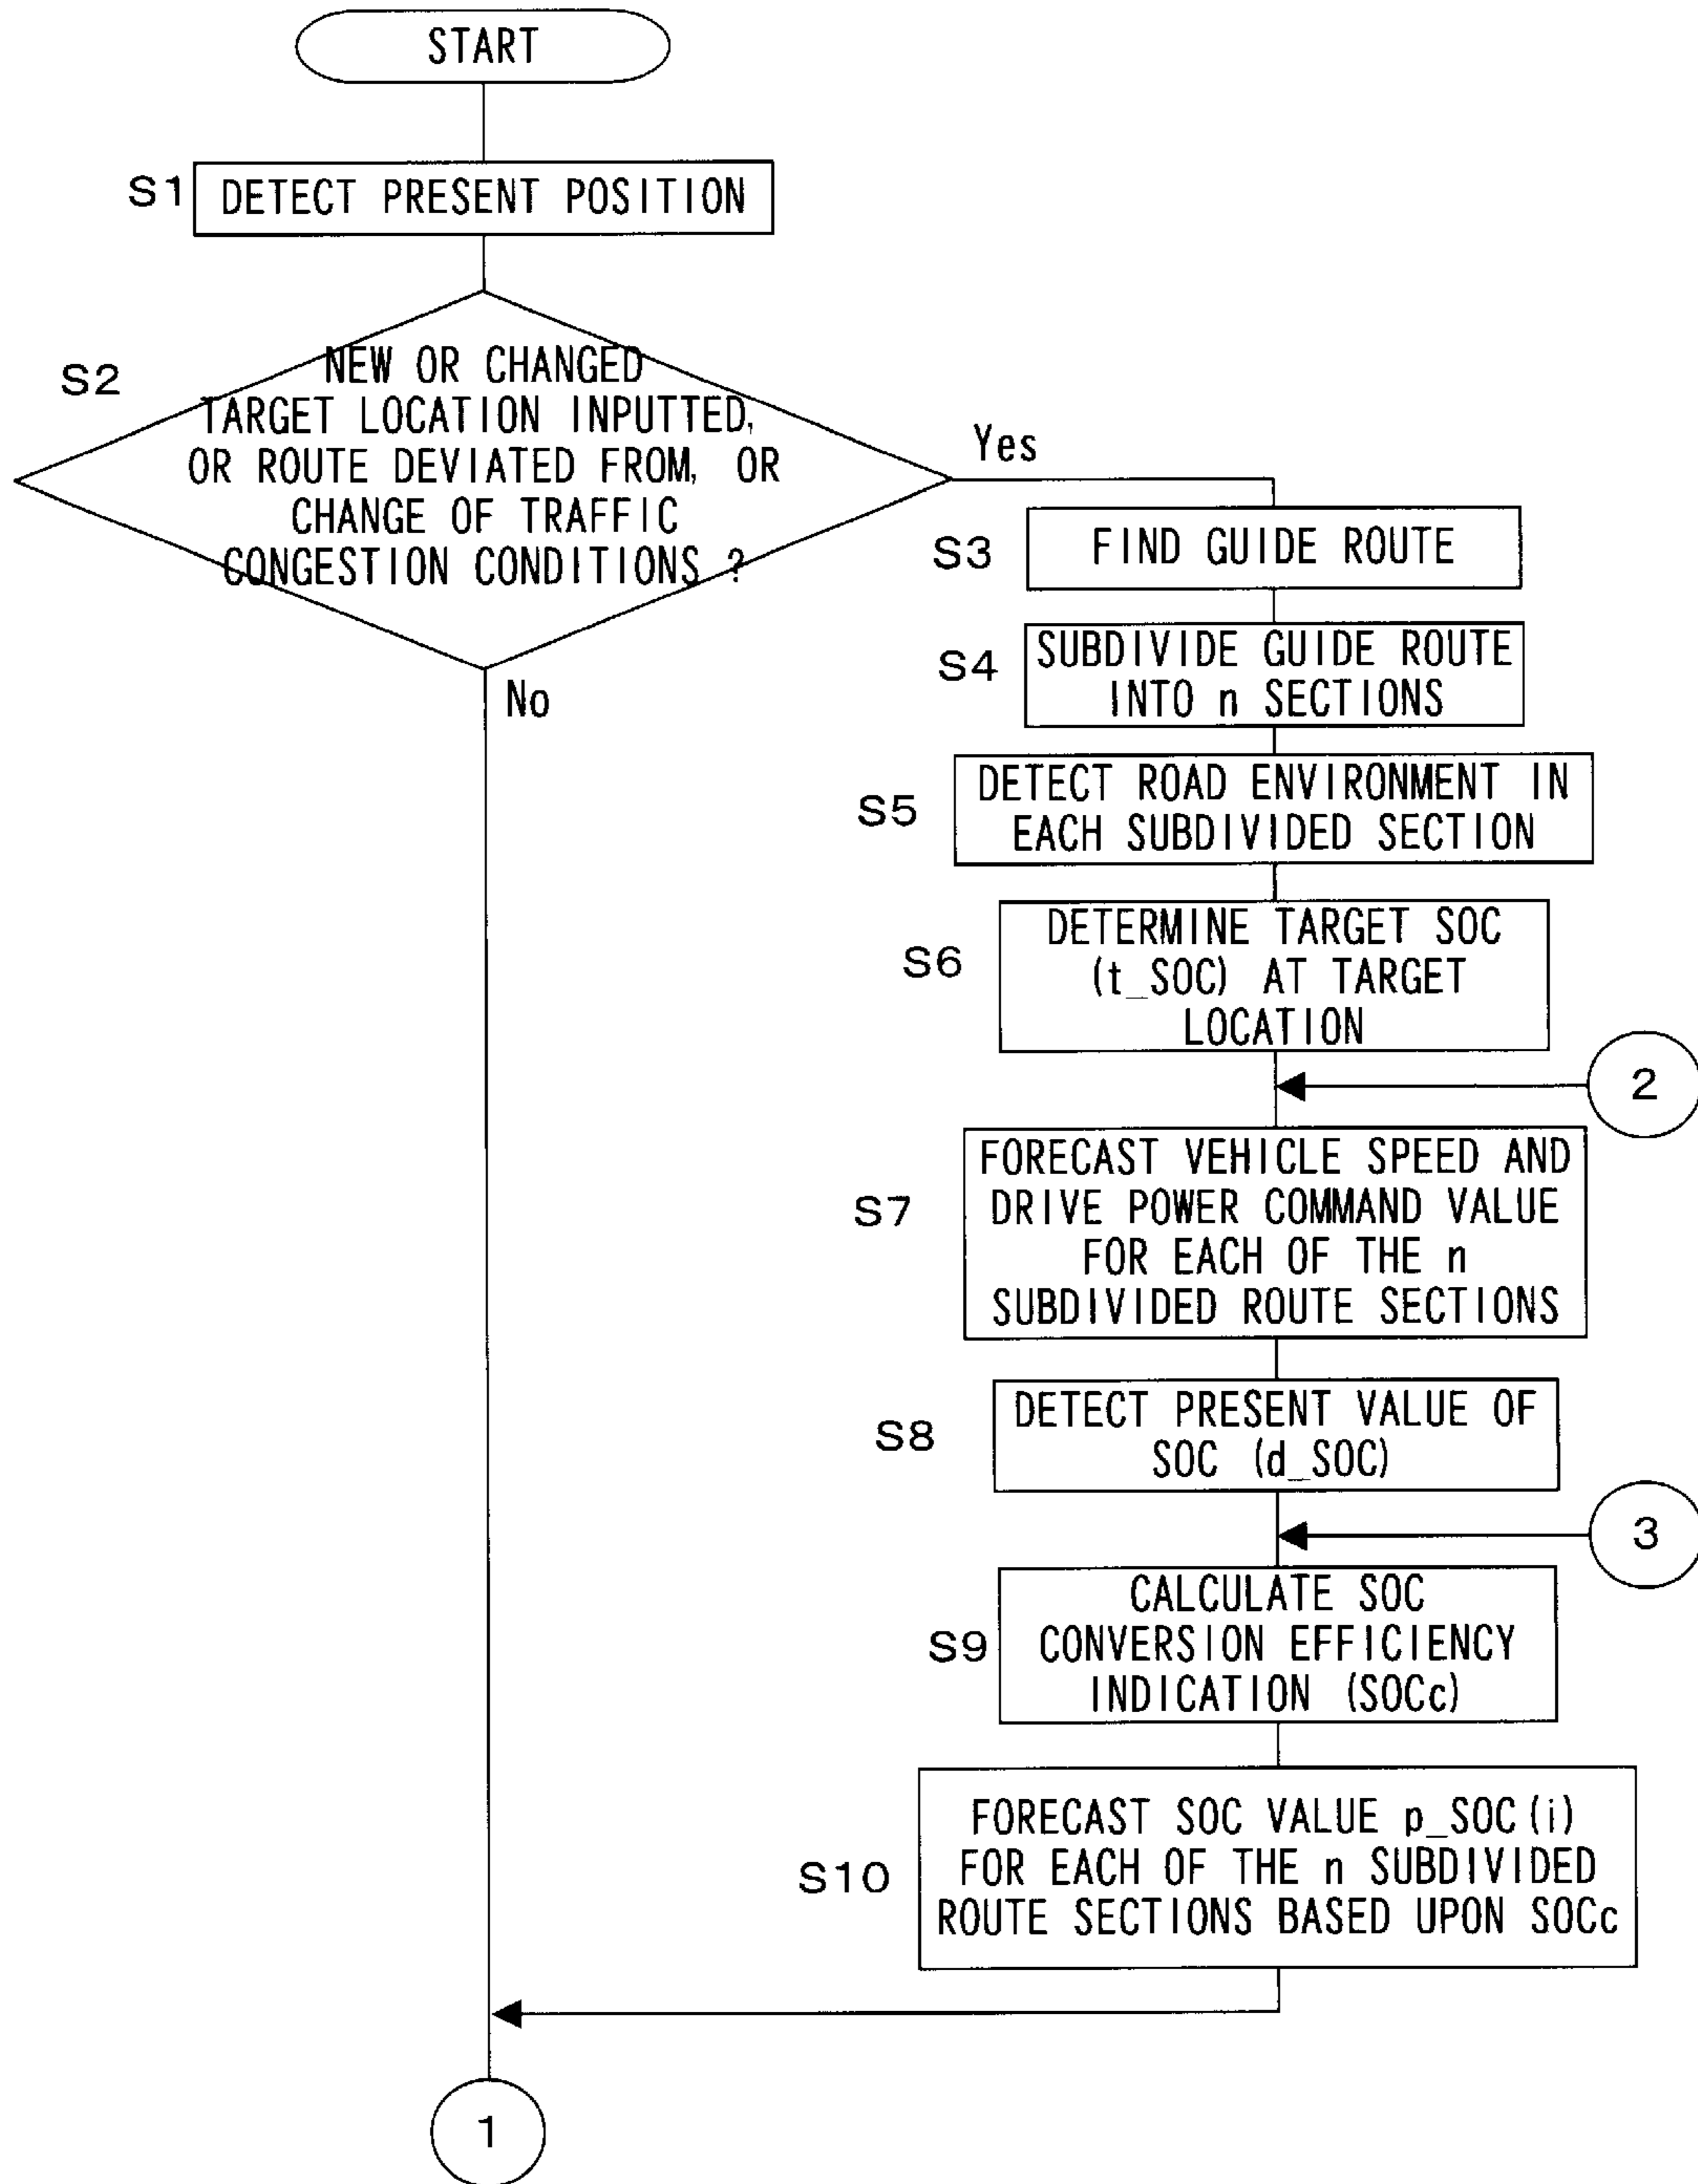 START
S1
DETECT PRESENT POSITION
S2
NEW OR CHANGED
TARGET LOCATION INPUTTED,
OR ROUTE DEVIATED FROM, OR
CHANGE OF TRAFFIC
CONGESTION CONDITIONS ?
Yes
No
S3
FIND GUIDE ROUTE
S4
SUBDIVIDE GUIDE ROUTE
INTO n SECTIONS
S5
DETECT ROAD ENVIRONMENT IN
EACH SUBDIVIDED SECTION
S6
DETERMINE TARGET SOC
(t_SOC) AT TARGET
LOCATION
2
S7
FORECAST VEHICLE SPEED AND
DRIVE POWER COMMAND VALUE
FOR EACH OF THE n
SUBDIVIDED ROUTE SECTIONS
S8
DETECT PRESENT VALUE OF
SOC (d_SOC)
3
S9
CALCULATE SOC
CONVERSION EFFICIENCY
INDICATION (SOCc)
S10
FORECAST SOC VALUE p_SOC(i)
FOR EACH OF THE n SUBDIVIDED
ROUTE SECTIONS BASED UPON SOCc
1